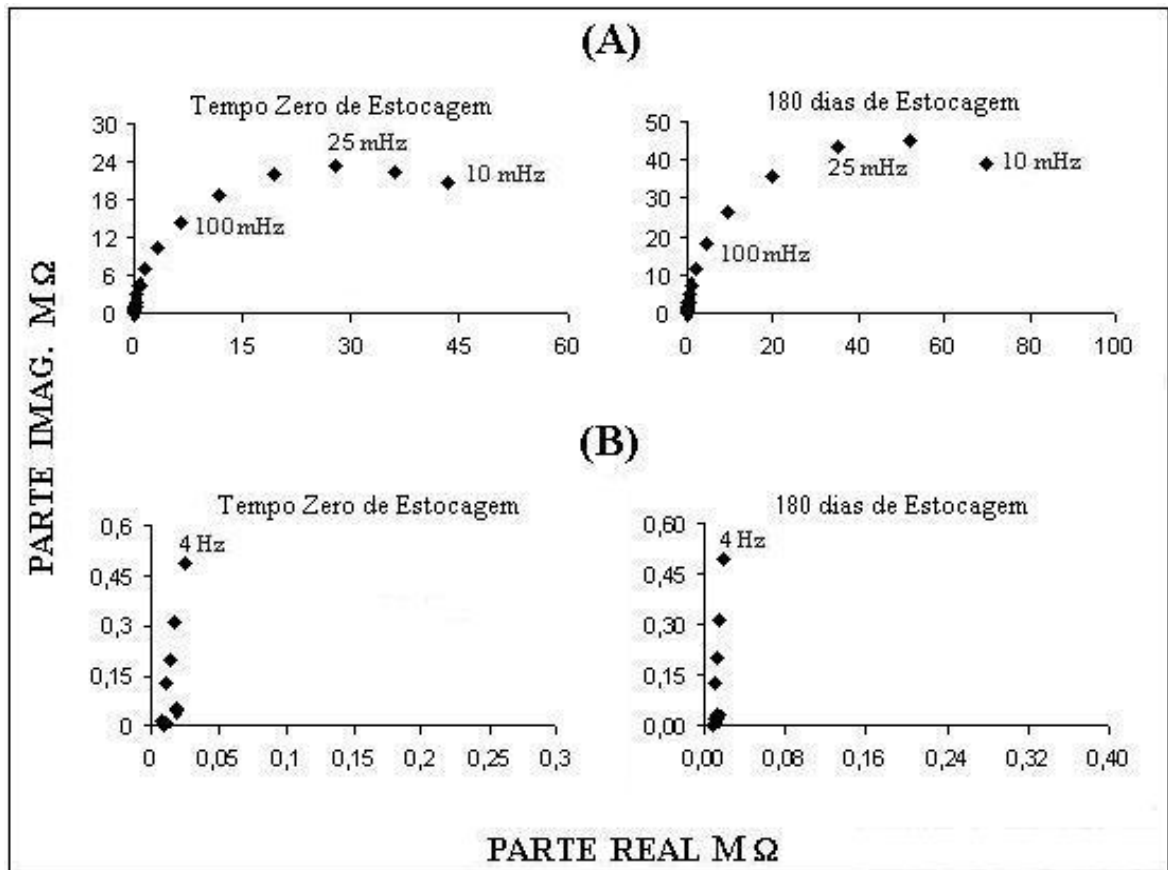 (A)
Tempo Zero de Estocagem
30
24
18
12
6
0
0 15 30 45 60
25 mHz
10 mHz
100 mHz
180 dias de Estocagem
50
40
30
20
10
0
0 20 40 60 80 100
25 mHz
10 mHz
100 mHz
PARTE IMAG. M Ω
(B)
Tempo Zero de Estocagem
0,6
0,45
0,3
0,15
0
0 0,05 0,1 0,15 0,2 0,25 0,3
4 Hz
180 dias de Estocagem
0,60
0,45
0,30
0,15
0,00
0,00 0,08 0,16 0,24 0,32 0,40
4 Hz
PARTE REAL M Ω